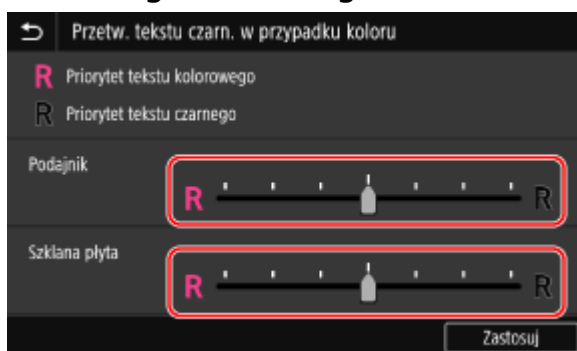 Przetw. tekstu czarn. w przypadku koloru
R Priorytet tekstu kolorowego
R Priorytet tekstu czarnego
Podajnik
R R
Szklana płyta
R R
Zastosuj